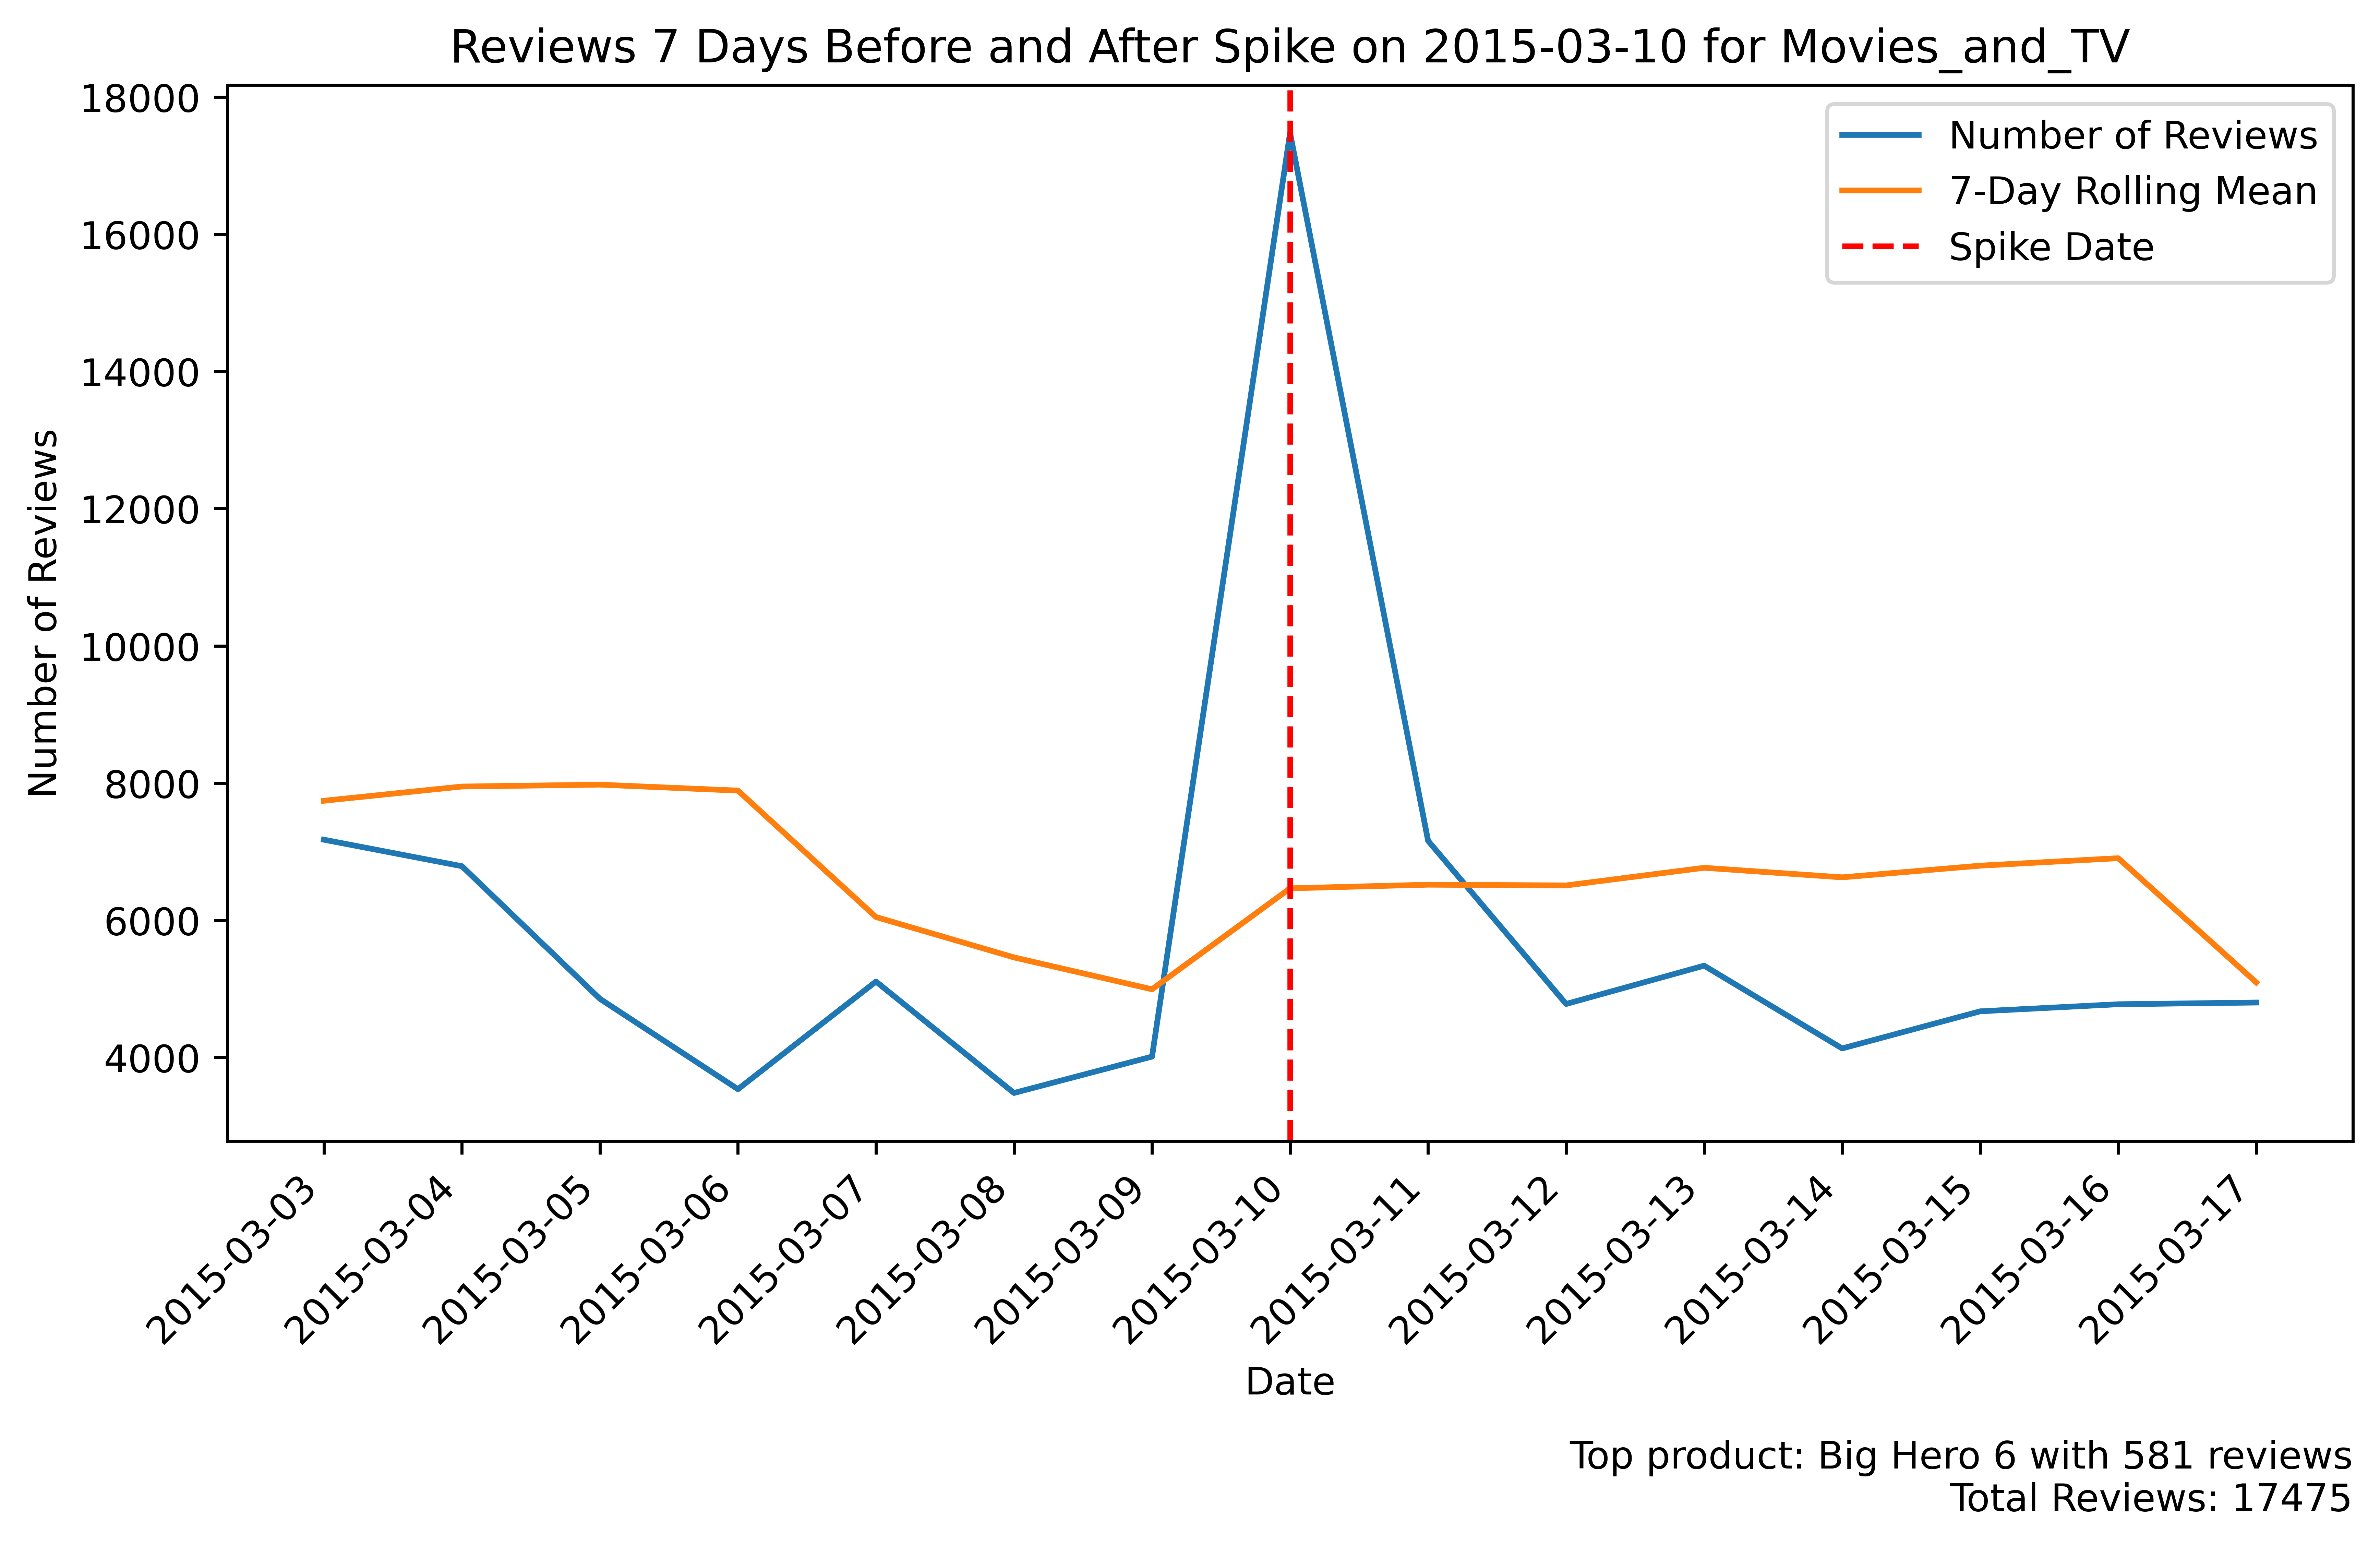 Reviews 7 Days Before and After Spike on 2015-03-10 for Movies_and_TV
Number of Reviews
7-Day Rolling Mean
Spike Date
18000
16000
14000
12000
10000
8000
6000
4000
Number of Reviews
2015-03-03
2015-03-04
2015-03-05
2015-03-06
2015-03-07
2015-03-08
2015-03-09
2015-03-10
2015-03-11
2015-03-12
2015-03-13
2015-03-14
2015-03-15
2015-03-16
2015-03-17
Date
Top product: Big Hero 6 with 581 reviews
Total Reviews: 17475